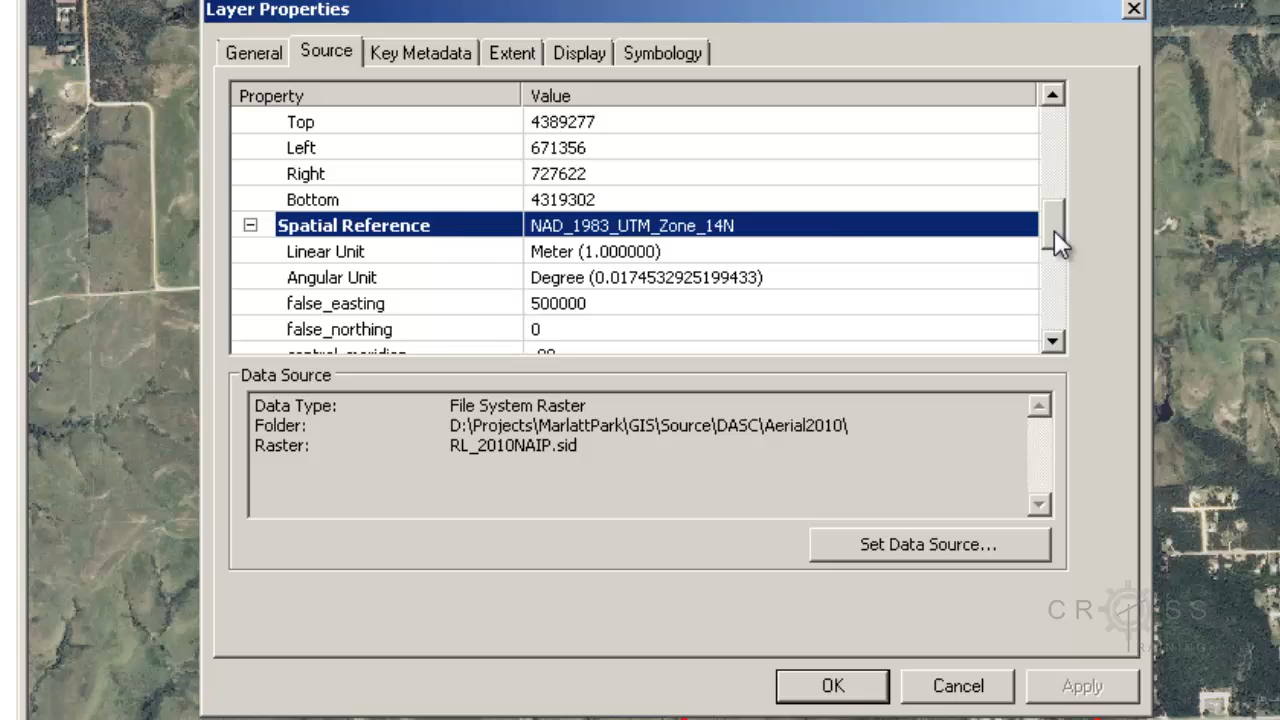 Layer Properties
General Source Key Metadata Extent Display Symbology
Property Value
Top 4389277
Left 671356
Right 727622
Bottom 4319302
Spatial Reference NAD_1983_UTM_Zone_14N
Linear Unit Meter (1.000000)
Angular Unit Degree (0.0174532925199433)
false_easting 500000
false_northing 0
Data Source
Data Type: File System Raster
Folder: D:\Projects\MarlattPark\GIS\Source\DASC\Aerial2010\
Raster: RL_2010NAIP.sid
Set Data Source...
OK Cancel Apply